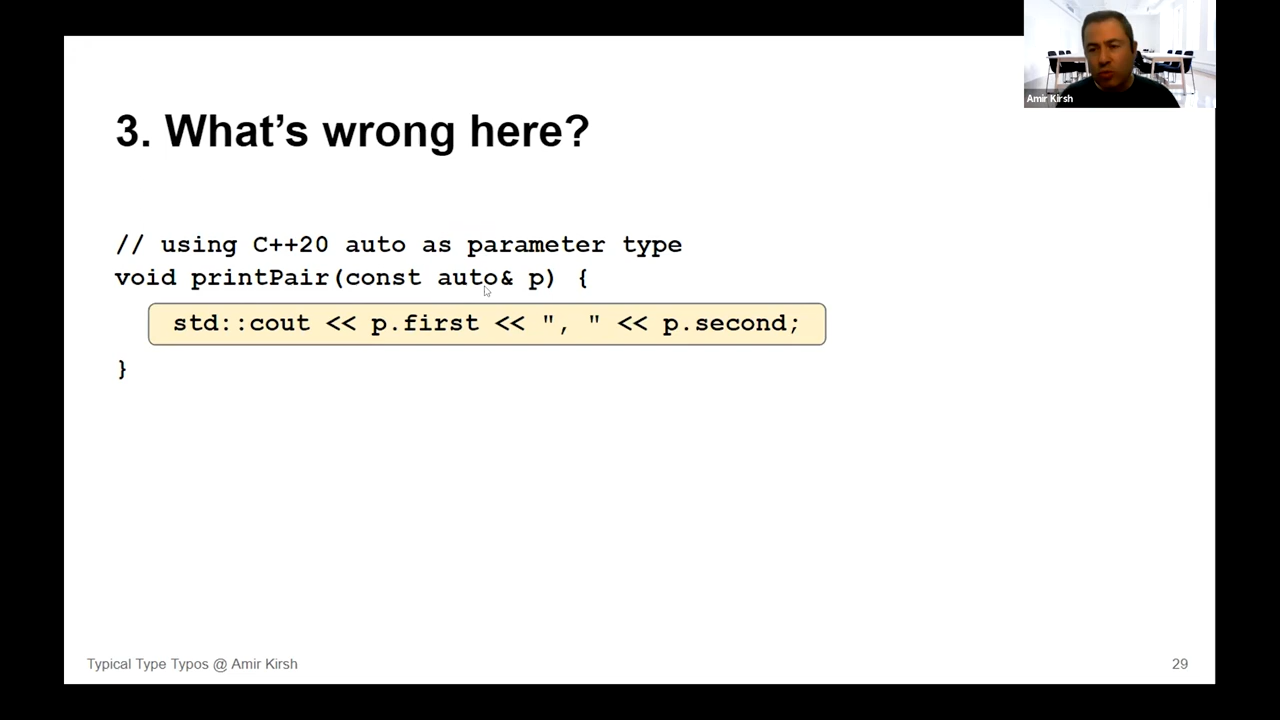 Amir Kirsh
3. What's wrong here?
// using C++20 auto as parameter type
void printPair(const auto& p) {
std::cout << p.first << ", " << p.second;
}
Typical Type Typos @ Amir Kirsh
29